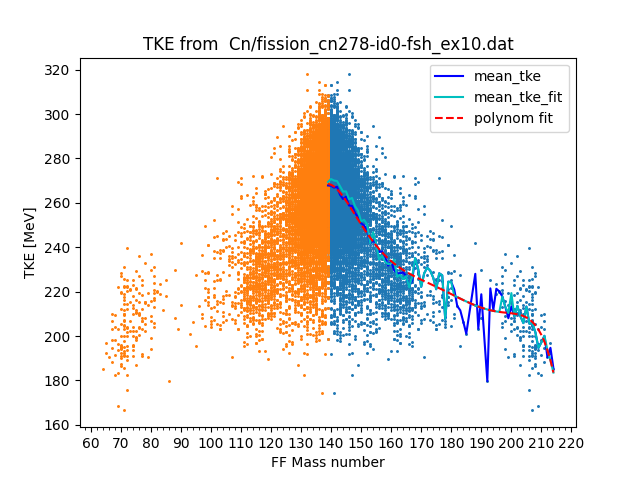 TKE from  Cn/fission_cn278-id0-fsh_ex10.dat
mean_tke
mean_tke_fit
polynom fit
TKE [MeV]
320
300
280
260
240
220
200
180
160
60 70 80 90 100 110 120 130 140 150 160 170 180 190 200 210 220
FF Mass number